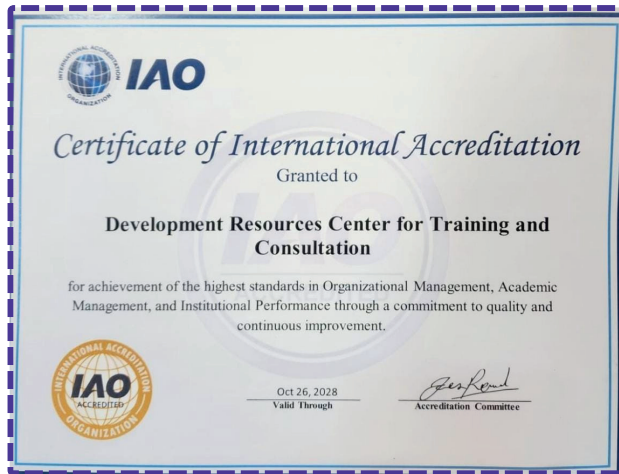 INTERNATIONAL ACCREDITATION
ORGANIZATION
IAO
Certificate of International Accreditation
Granted to
Development Resources Center for Training and
Consultation
for achievement of the highest standards in Organizational Management, Academic
Management, and Institutional Performance through a commitment to quality and
continuous improvement.
IAO
ACCREDITED
INTERNATIONAL ACCREDITATION
IAO
ACCREDITED
ORGANIZATION
Oct 26, 2028
Valid Through
Accreditation Committee